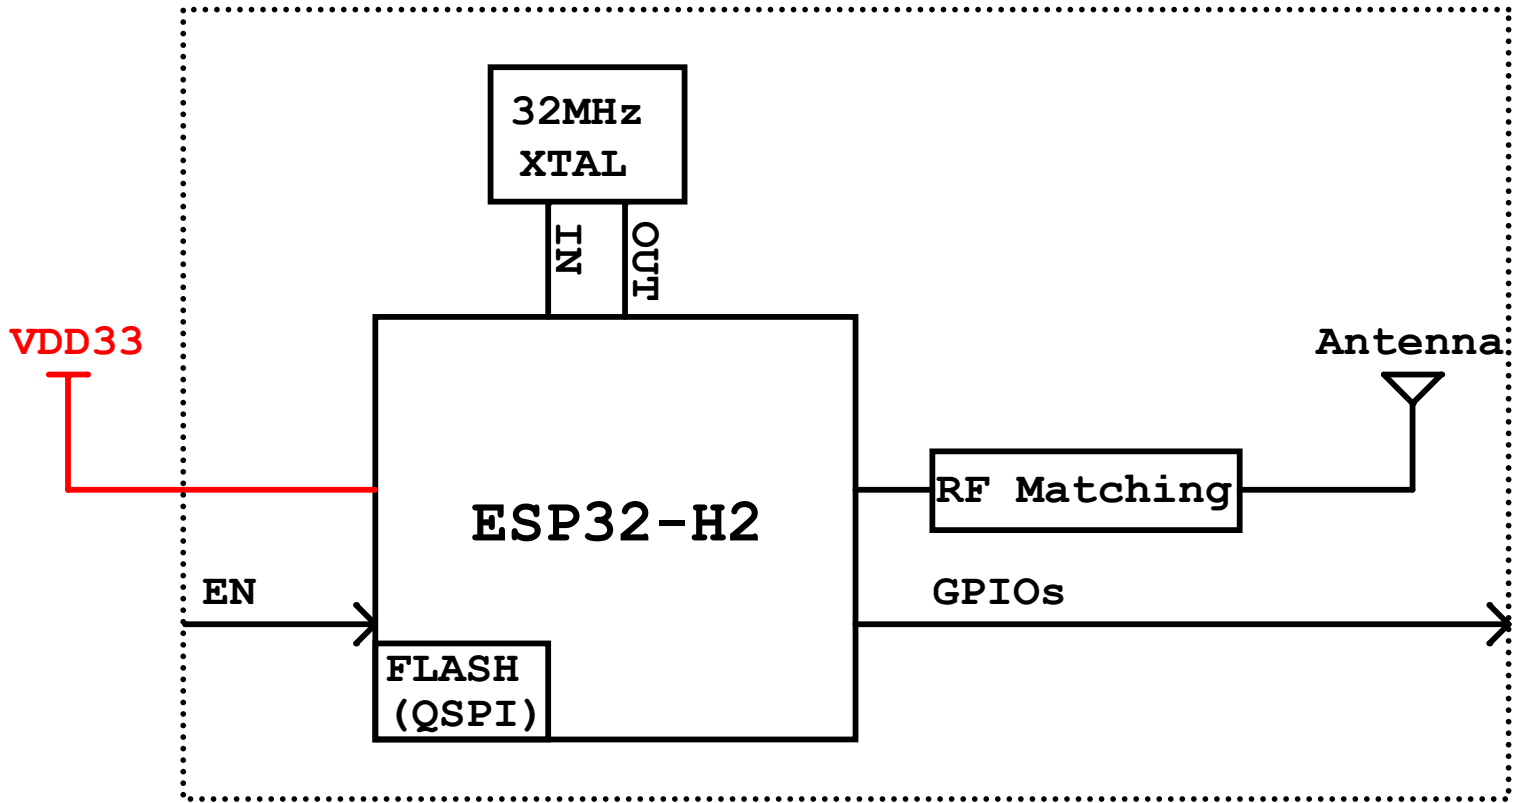 32MHz
XTAL
IN
OUT
VDD33
Antenna
RF Matching
ESP32-H2
EN
GPIOs
FLASH
(QSPI)